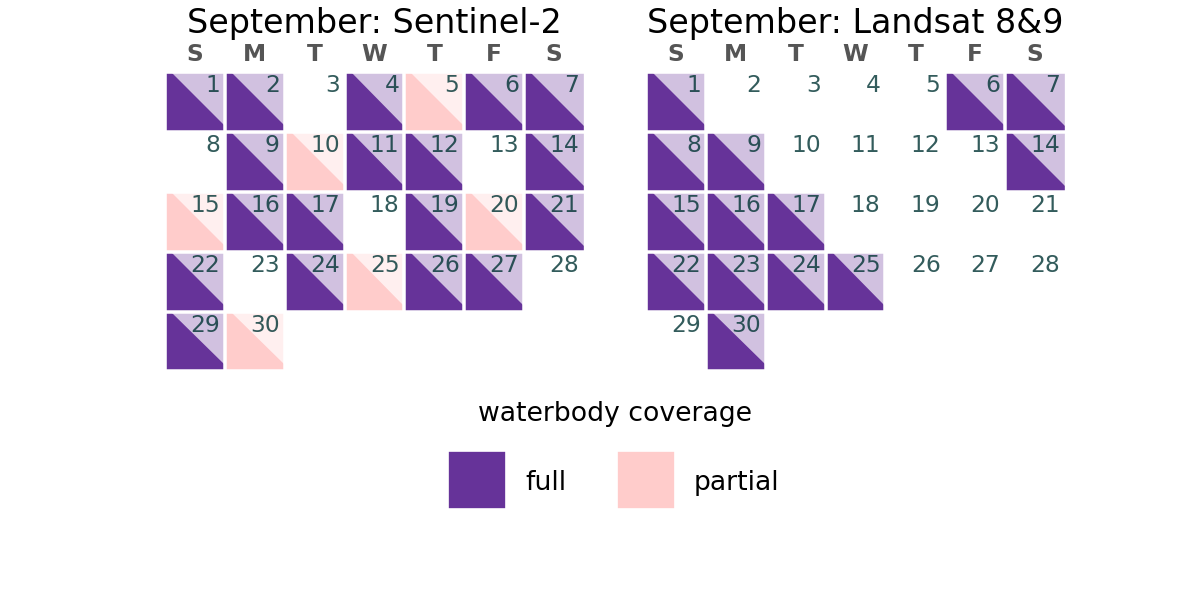 September: Sentinel-2
S M T W T F S
1 2 3 4 5 6 7
8 9 10 11 12 13 14
15 16 17 18 19 20 21
22 23 24 25 26 27 28
29 30
September: Landsat 8&9
S M T W T F S
1 2 3 4 5 6 7
8 9 10 11 12 13 14
15 16 17 18 19 20 21
22 23 24 25 26 27 28
29 30
waterbody coverage
full partial